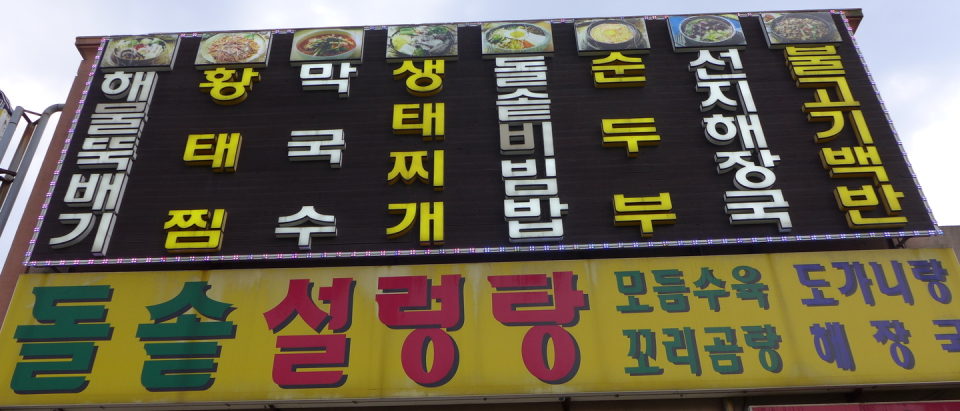 해물뚝배기
황태찜
막국수
생태찌개
돌솥비빔밥
순두부
선지해장국
불고기백반
돌솥설렁탕
모듬수육
꼬리곰탕
도가니탕
해장국